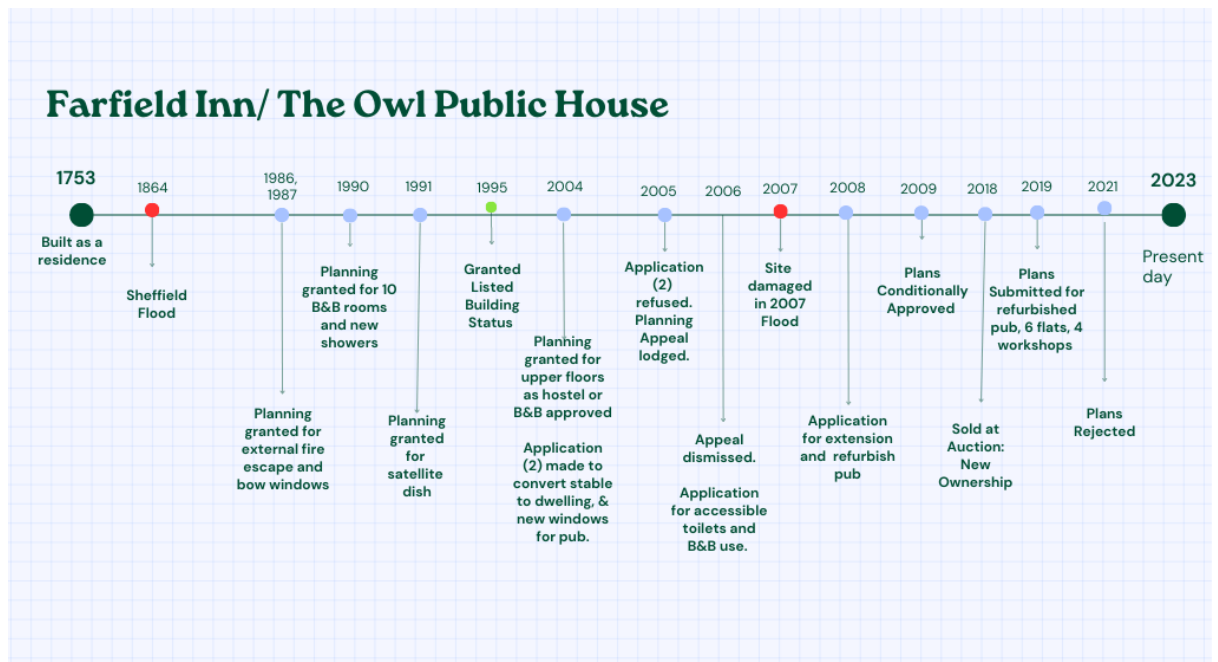 Farfield Inn/ The Owl Public House
1753
Built as a
residence
1864
Sheffield
Flood
1986,
1987
Planning
granted for
external fire
escape and
bow windows
1990
Planning
granted for 10
B&B rooms
and new
showers
1991
Planning
granted
for
satellite
dish
1995
Granted
Listed
Building
Status
2004
Planning
granted for
upper floors
as hostel or
B&B approved
Application
(2) made to
convert stable
to dwelling, &
new windows
for pub.
2005
Application
(2)
refused.
Planning
Appeal
lodged.
2006
Appeal
dismissed.
Application
for accessible
toilets and
B&B use.
2007
Site
damaged
in 2007
Flood
2008
Application
for extension
and refurbish
pub
2009
Plans
Conditionally
Approved
2018
Sold at
Auction:
New
Ownership
2019
Plans
Submitted for
refurbished
pub, 6 flats, 4
workshops
2021
Plans
Rejected
2023
Present
day